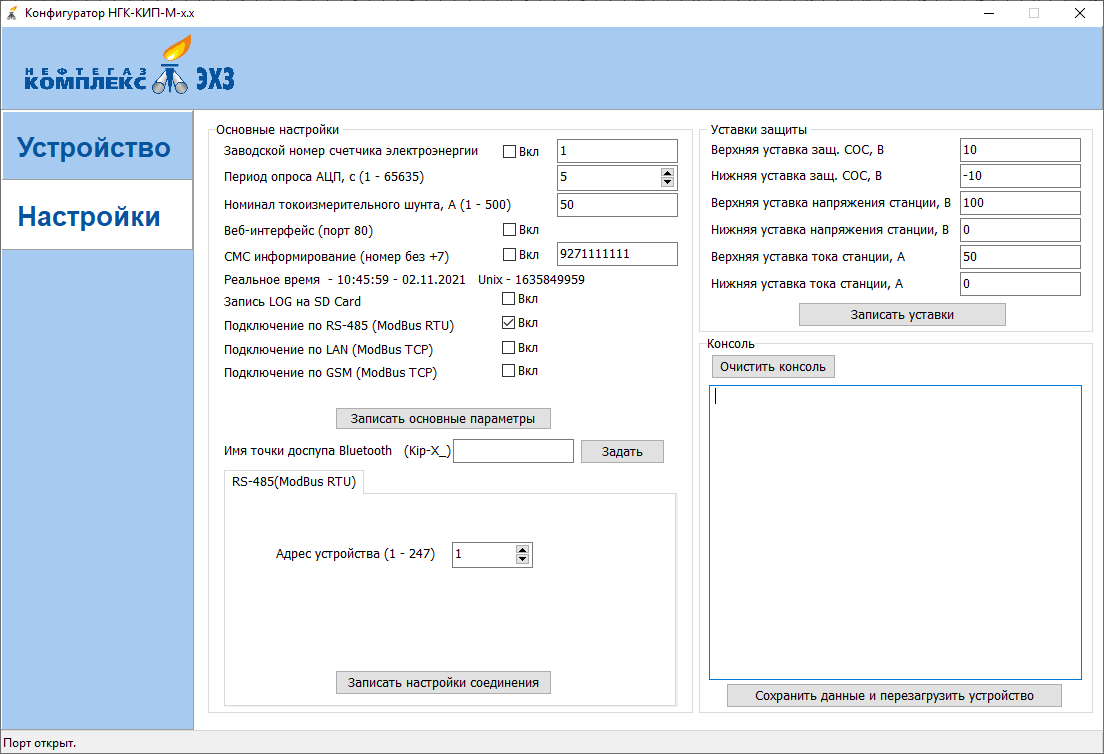 Конфигуратор НГК-КИП-М-х.х
НЕФТЕГАЗ
КОМПЛЕКС ЭХЗ
Устройство
Настройки
Основные настройки
Заводской номер счетчика электроэнергии Вкл 1
Период опроса АЦП, с (1 - 65635) 5
Номинал токоизмерительного шунта, А (1 - 500) 50
Веб-интерфейс (порт 80) Вкл
СМС информирование (номер без +7) Вкл 9271111111
Реальное время - 10:45:59 - 02.11.2021 Unix - 1635849959
Запись LOG на SD Card Вкл
Подключение по RS-485 (ModBus RTU) Вкл
Подключение по LAN (ModBus TCP) Вкл
Подключение по GSM (ModBus TCP) Вкл
Записать основные параметры
Имя точки доспупа Bluetooth (Kip-X_) Задать
RS-485(ModBus RTU)
Адрес устройства (1 - 247) 1
Записать настройки соединения
Уставки защиты
Верхняя уставка защ. СОС, В 10
Нижняя уставка защ. СОС, В -10
Верхняя уставка напряжения станции, В 100
Нижняя уставка напряжения станции, В 0
Верхняя уставка тока станции, А 50
Нижняя уставка тока станции, А 0
Записать уставки
Консоль
Очистить консоль
Сохранить данные и перезагрузить устройство
Порт открыт.